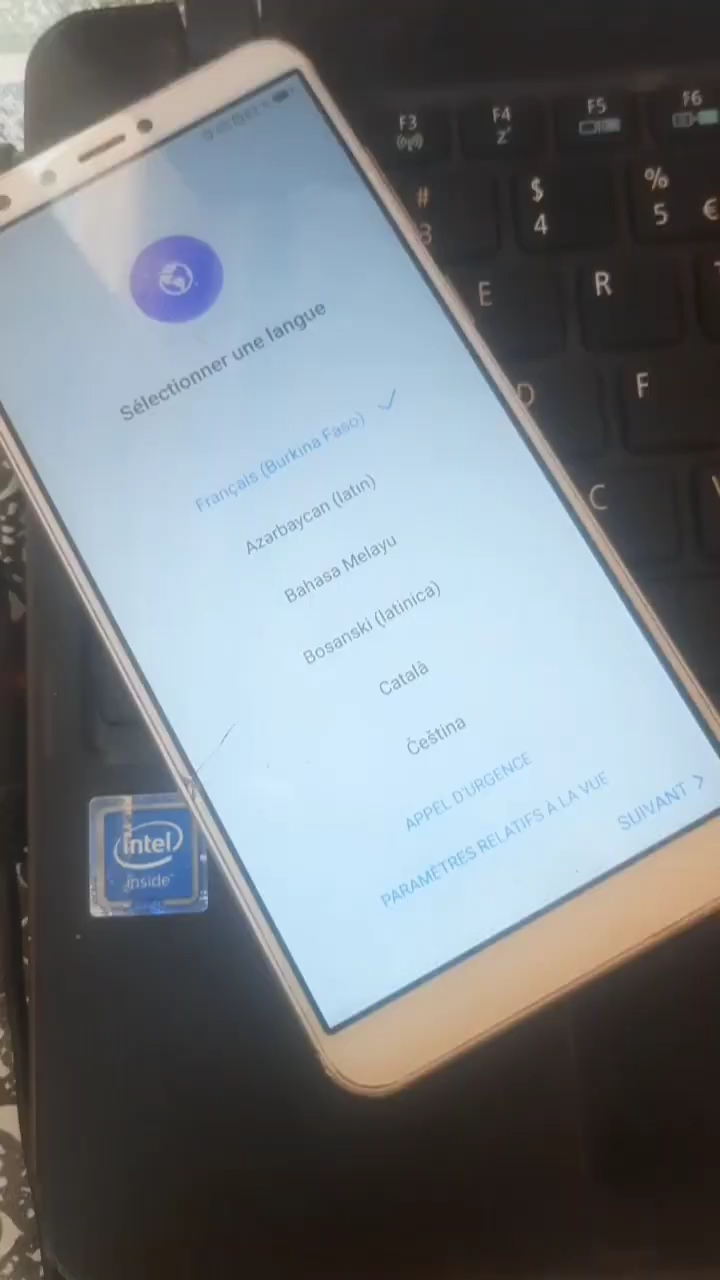 Sélectionner une langue
Français (Burkina Faso)
Azərbaycan (latın)
Bahasa Melayu
Bosanski (latinica)
Català
Čeština
APPEL D'URGENCE
PARAMÈTRES RELATIFS À LA VUE
SUIVANT
F3
F4
F5
F6
z
#
3
$
4
%
5
€
E
R
D
F
C
intel
inside